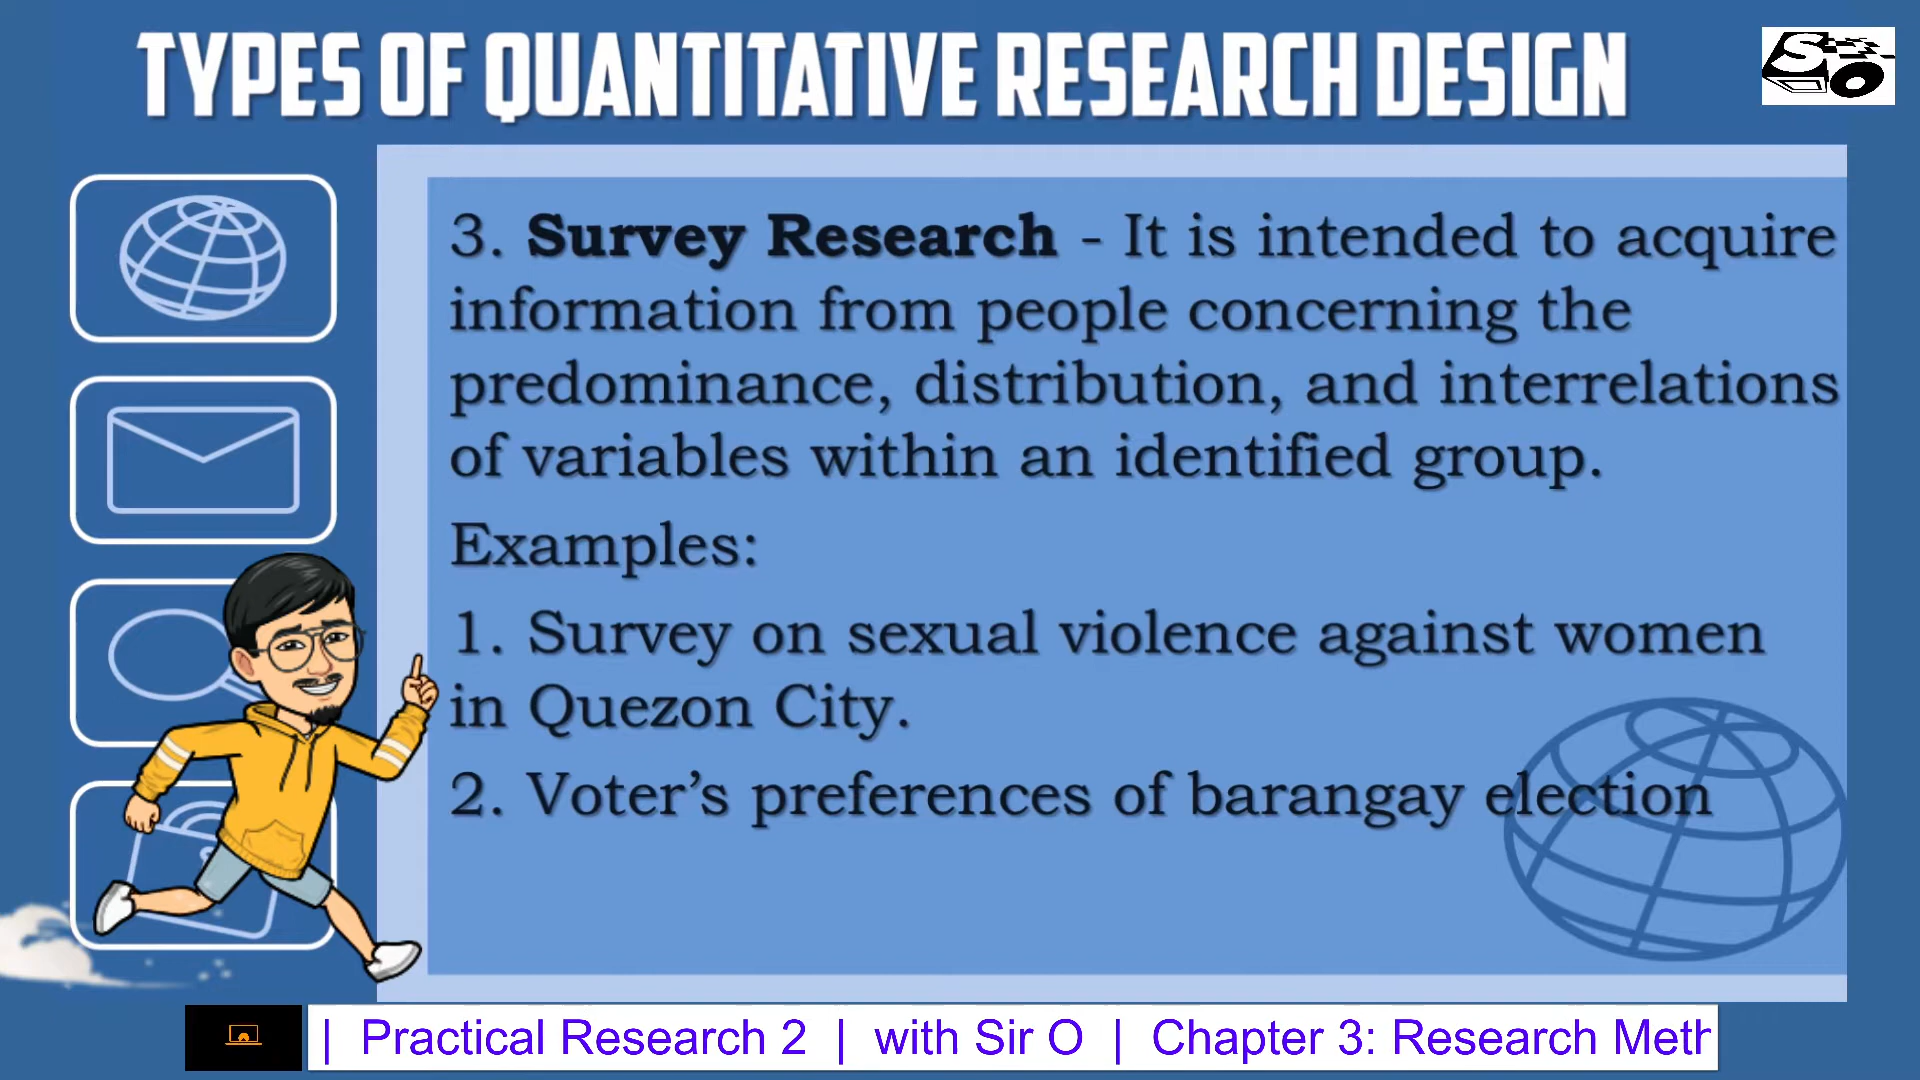 TYPES OF QUANTITATIVE RESEARCH DESIGN
SO
3. Survey Research - It is intended to acquire
information from people concerning the
predominance, distribution, and interrelations
of variables within an identified group.
Examples:
1. Survey on sexual violence against women
in Quezon City.
2. Voter’s preferences of barangay election
| Practical Research 2 | with Sir O | Chapter 3: Research Meth